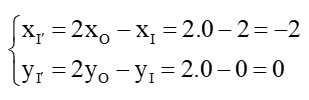 x_I′ = 2x_O − x_I = 2.0 − 2 = −2
y_I′ = 2y_O − y_I = 2.0 − 0 = 0